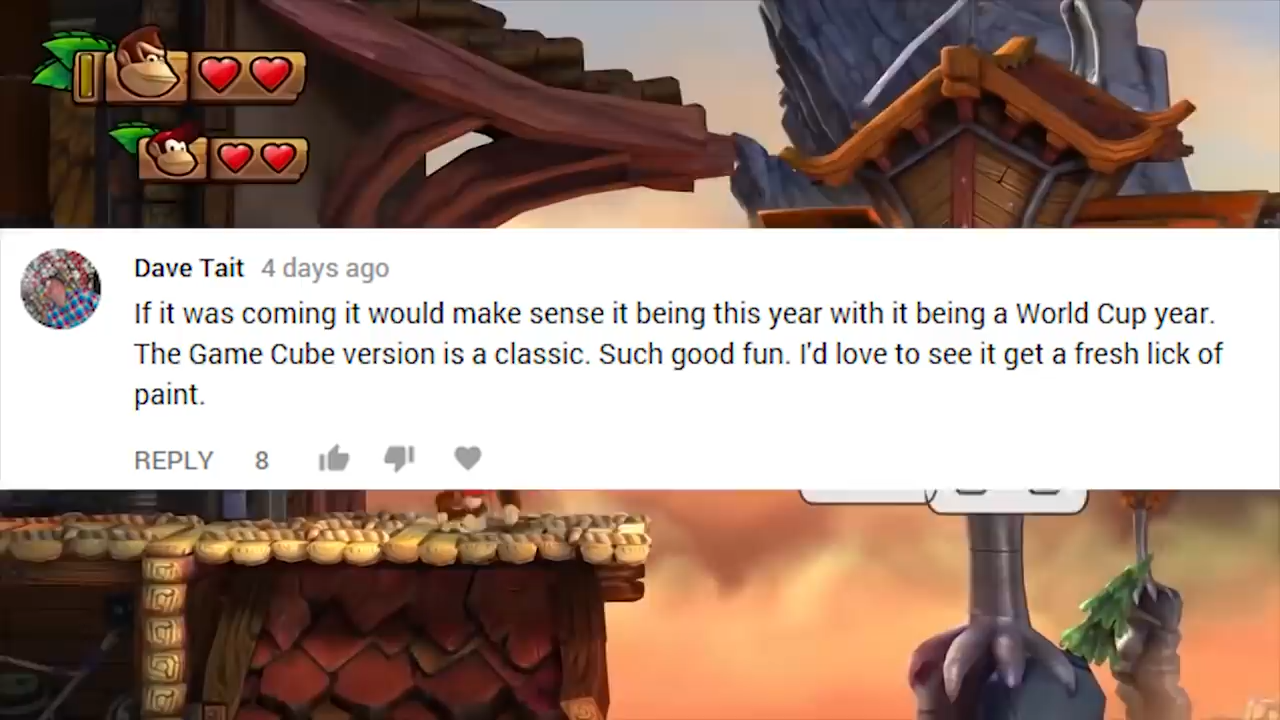 Dave Tait 4 days ago
If it was coming it would make sense it being this year with it being a World Cup year.
The Game Cube version is a classic. Such good fun. I'd love to see it get a fresh lick of
paint.
REPLY 8